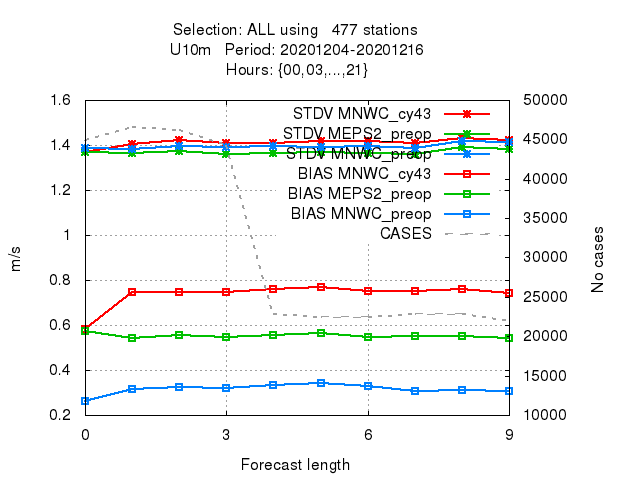 Selection: ALL using   477 stations
U10m   Period: 20201204-20201216
Hours: {00,03,...,21}
STDV MNWC_cy43
STDV MEPS2_preop
STDV MNWC_preop
BIAS MNWC_cy43
BIAS MEPS2_preop
BIAS MNWC_preop
CASES
1.6
1.4
1.2
1
0.8
0.6
0.4
0.2
m/s
50000
45000
40000
35000
30000
25000
20000
15000
10000
No cases
0
3
6
9
Forecast length